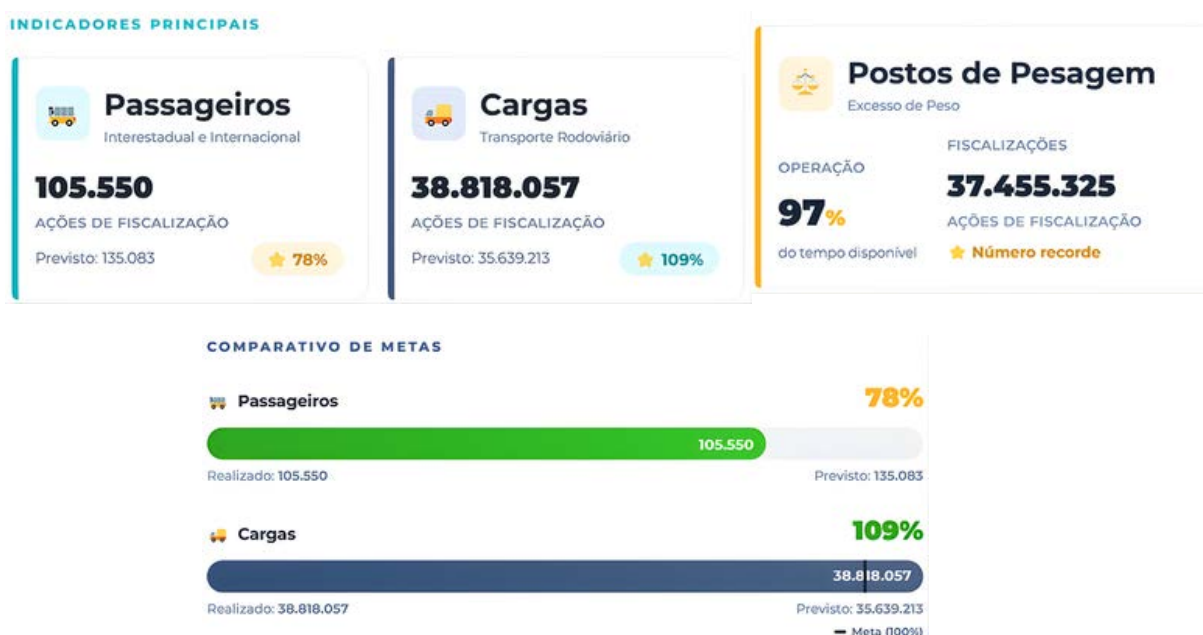 INDICADORES PRINCIPAIS
Passageiros
Interestadual e Internacional
105.550
AÇÕES DE FISCALIZAÇÃO
Previsto: 135.083
78%
Cargas
Transporte Rodoviário
38.818.057
AÇÕES DE FISCALIZAÇÃO
Previsto: 35.639.213
109%
Postos de Pesagem
Excesso de Peso
OPERAÇÃO
97%
do tempo disponível
FISCALIZAÇÕES
37.455.325
AÇÕES DE FISCALIZAÇÃO
Número recorde
COMPARATIVO DE METAS
Passageiros
78%
105.550
Realizado: 105.550
Previsto: 135.083
Cargas
109%
38.818.057
Realizado: 38.818.057
Previsto: 35.639.213
Meta (100%)